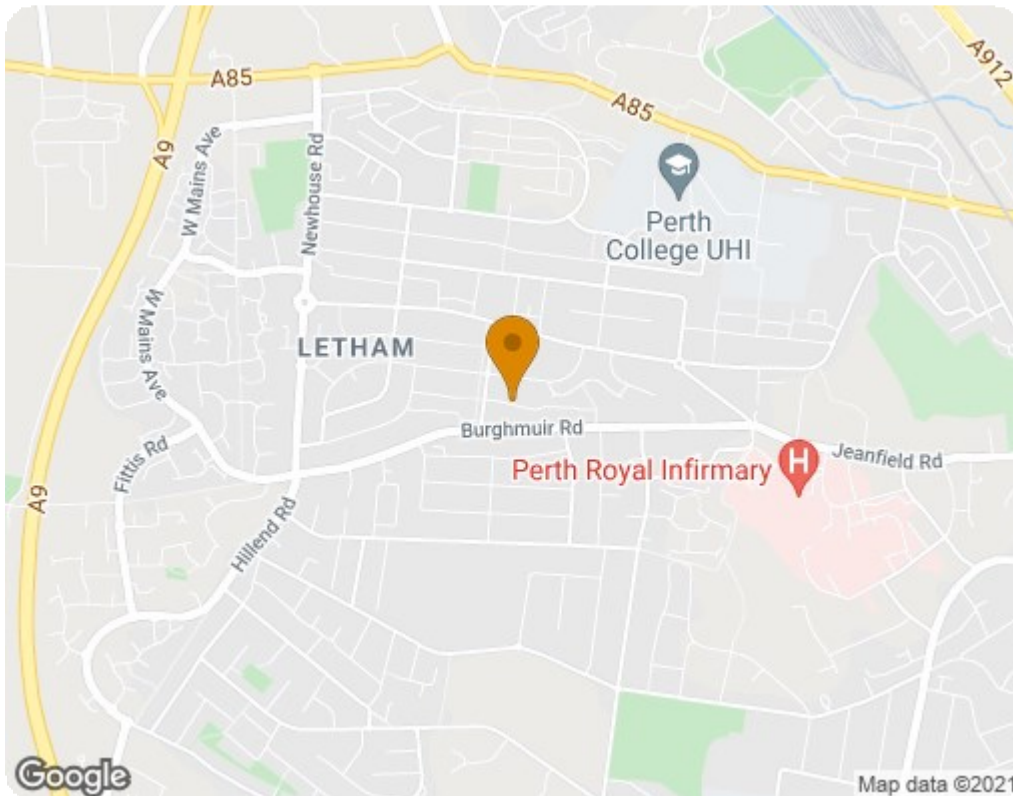 A85
A912
A85
A9
W Mains Ave
Newhouse Rd
Perth
College UHI
W Mains Ave
LETHAM
Burghmuir Rd
Jeanfield Rd
Perth Royal Infirmary
H
Fittis Rd
A9
Hillend Rd
Google
Map data ©2021